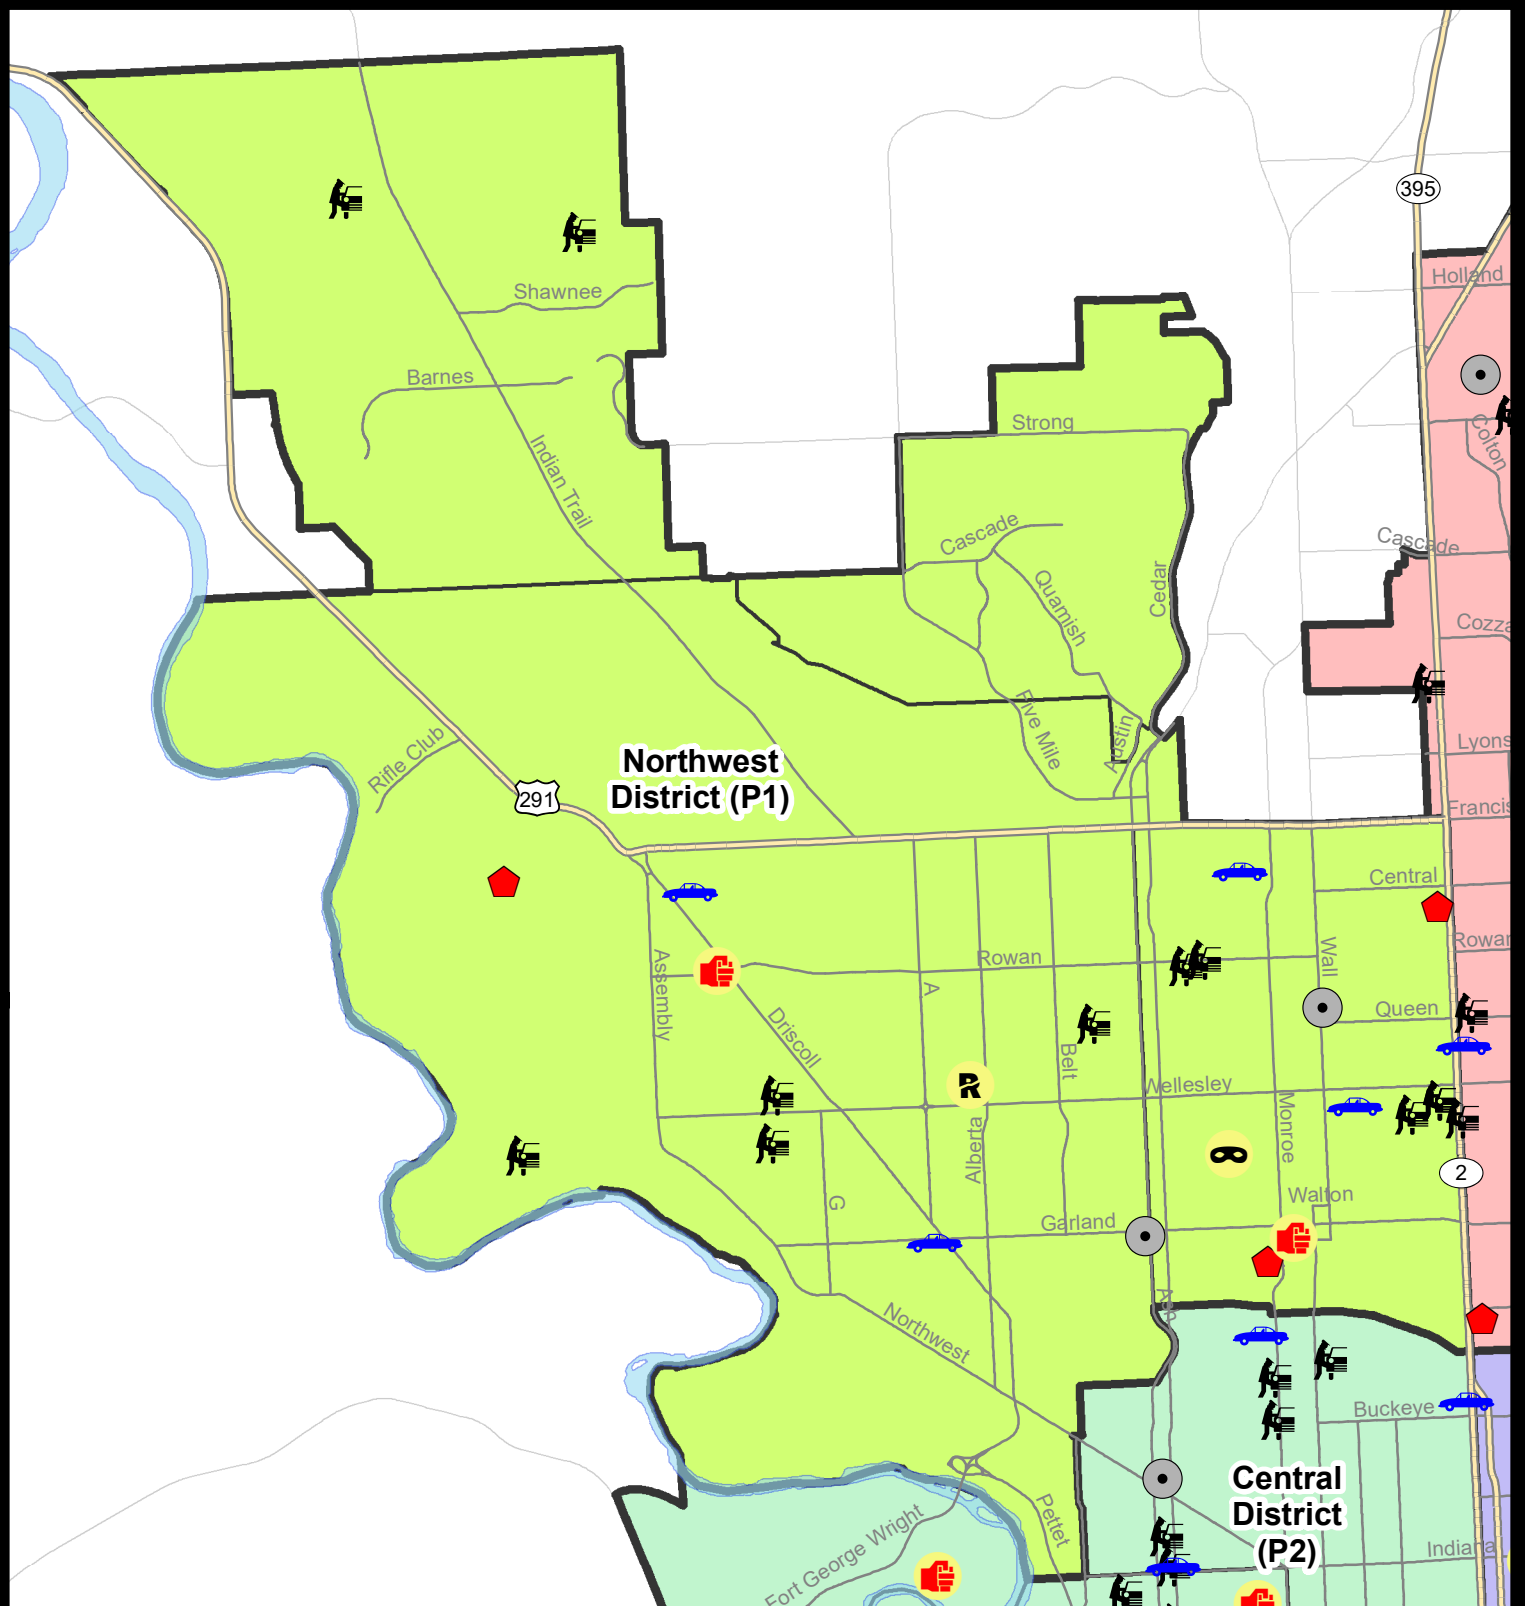 395
Holland
Shawnee
Barnes
Strong
Colton
Indian Trail
Cascade
Cascade
Quamish
Cedar
Cozza
Five Mile
Austin
Rifle Club
Northwest
District (P1)
Lyons
291
Francis
Central
Rowan
Rowan
Assembly
Wall
A
Queen
Driscoll
Belt
Wellesley
Monroe
Alberta
2
Walton
G
Garland
Ash
Northwest
Buckeye
Central
District
(P2)
Pettet
Fort George Wright
Indiana
R